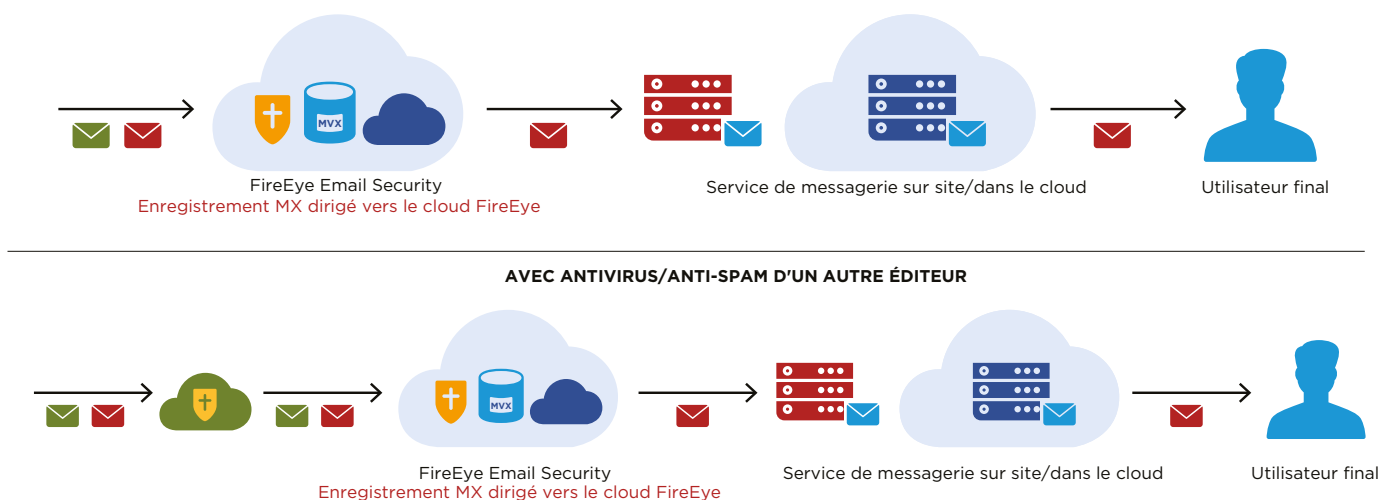 MVX
FireEye Email Security
Enregistrement MX dirigé vers le cloud FireEye
Service de messagerie sur site/dans le cloud
Utilisateur final
AVEC ANTIVIRUS/ANTI-SPAM D'UN AUTRE ÉDITEUR
MVX
FireEye Email Security
Enregistrement MX dirigé vers le cloud FireEye
Service de messagerie sur site/dans le cloud
Utilisateur final